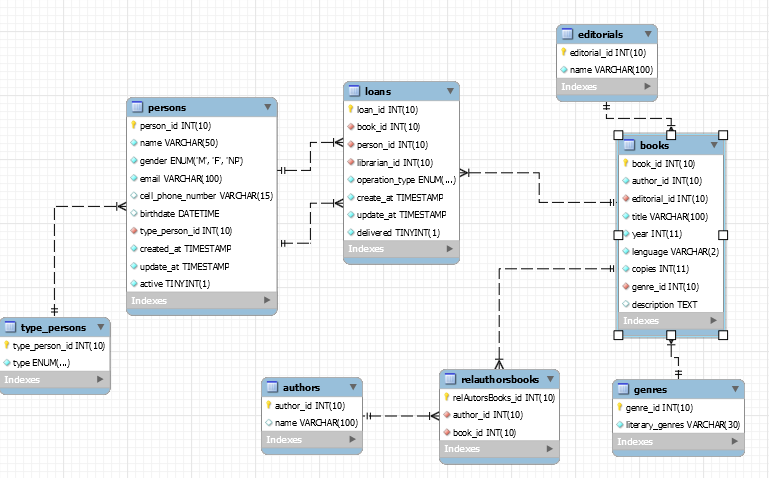 editorials
editorial_id INT(10)
name VARCHAR(100)
Indexes
persons
person_id INT(10)
name VARCHAR(50)
gender ENUM('M', 'F', 'NP')
email VARCHAR(100)
cell_phone_number VARCHAR(15)
birthdate DATETIME
type_person_id INT(10)
created_at TIMESTAMP
update_at TIMESTAMP
active TINYINT(1)
Indexes
loans
loan_id INT(10)
book_id INT(10)
person_id INT(10)
librarian_id INT(10)
operation_type ENUM(...)
create_at TIMESTAMP
update_at TIMESTAMP
delivered TINYINT(1)
Indexes
books
book_id INT(10)
author_id INT(10)
editorial_id INT(10)
title VARCHAR(100)
year INT(11)
lenguage VARCHAR(2)
copies INT(11)
genre_id INT(10)
description TEXT
Indexes
type_persons
type_person_id INT(10)
type ENUM(...)
Indexes
authors
author_id INT(10)
name VARCHAR(100)
Indexes
relauthorsbooks
relAutorsBooks_id INT(10)
author_id INT(10)
book_id INT(10)
Indexes
genres
genre_id INT(10)
literary_genres VARCHAR(30)
Indexes